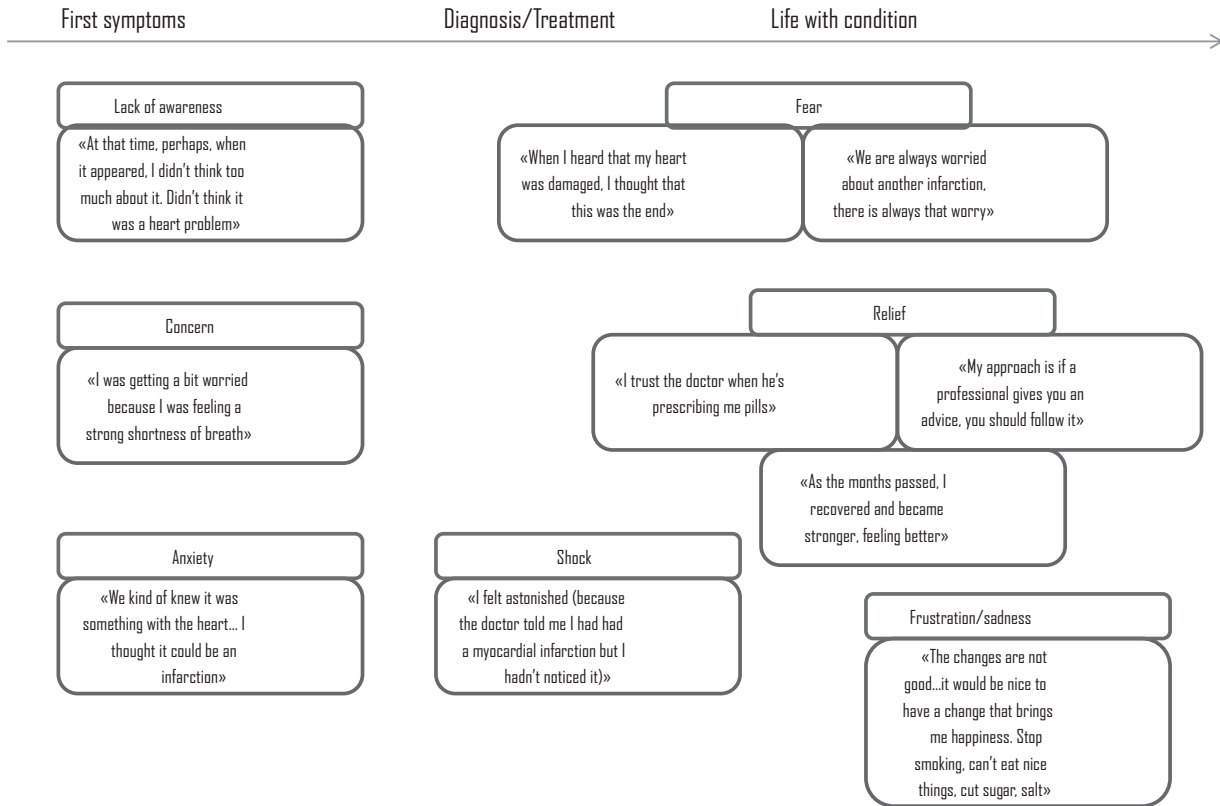 First symptoms
Diagnosis/Treatment
Life with condition
Lack of awareness
«At that time, perhaps, when
it appeared, I didn't think too
much about it. Didn't think it
was a heart problem»
Fear
«When I heard that my heart
was damaged, I thought that
this was the end»
«We are always worried
about another infarction,
there is always that worry»
Concern
«I was getting a bit worried
because I was feeling a
strong shortness of breath»
Relief
«I trust the doctor when he's
prescribing me pills»
«My approach is if a
professional gives you an
advice, you should follow it»
«As the months passed, I
recovered and became
stronger, feeling better»
Anxiety
«We kind of knew it was
something with the heart... I
thought it could be an
infarction»
Shock
«I felt astonished (because
the doctor told me I had had
a myocardial infarction but I
hadn't noticed it)»
Frustration/sadness
«The changes are not
good...it would be nice to
have a change that brings
me happiness. Stop
smoking, can't eat nice
things, cut sugar, salt»